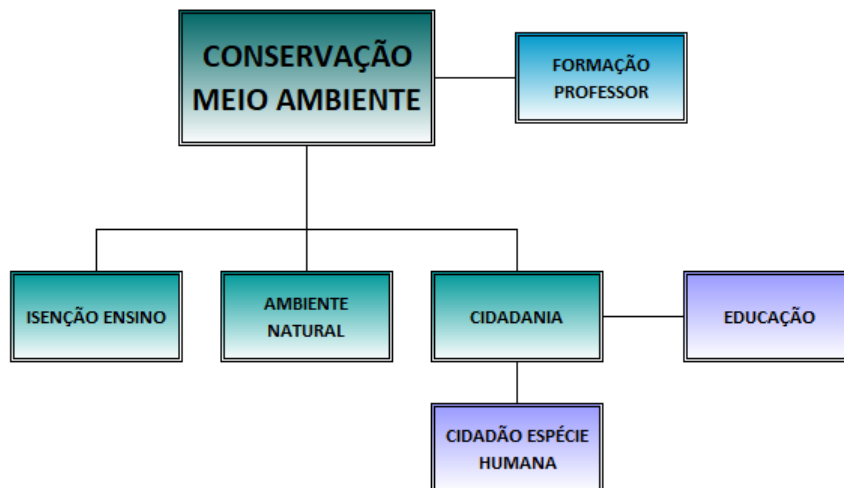 CONSERVAÇÃO
MEIO AMBIENTE
FORMAÇÃO
PROFESSOR
ISENÇÃO ENSINO
AMBIENTE
NATURAL
CIDADANIA
EDUCAÇÃO
CIDADÃO ESPÉCIE
HUMANA